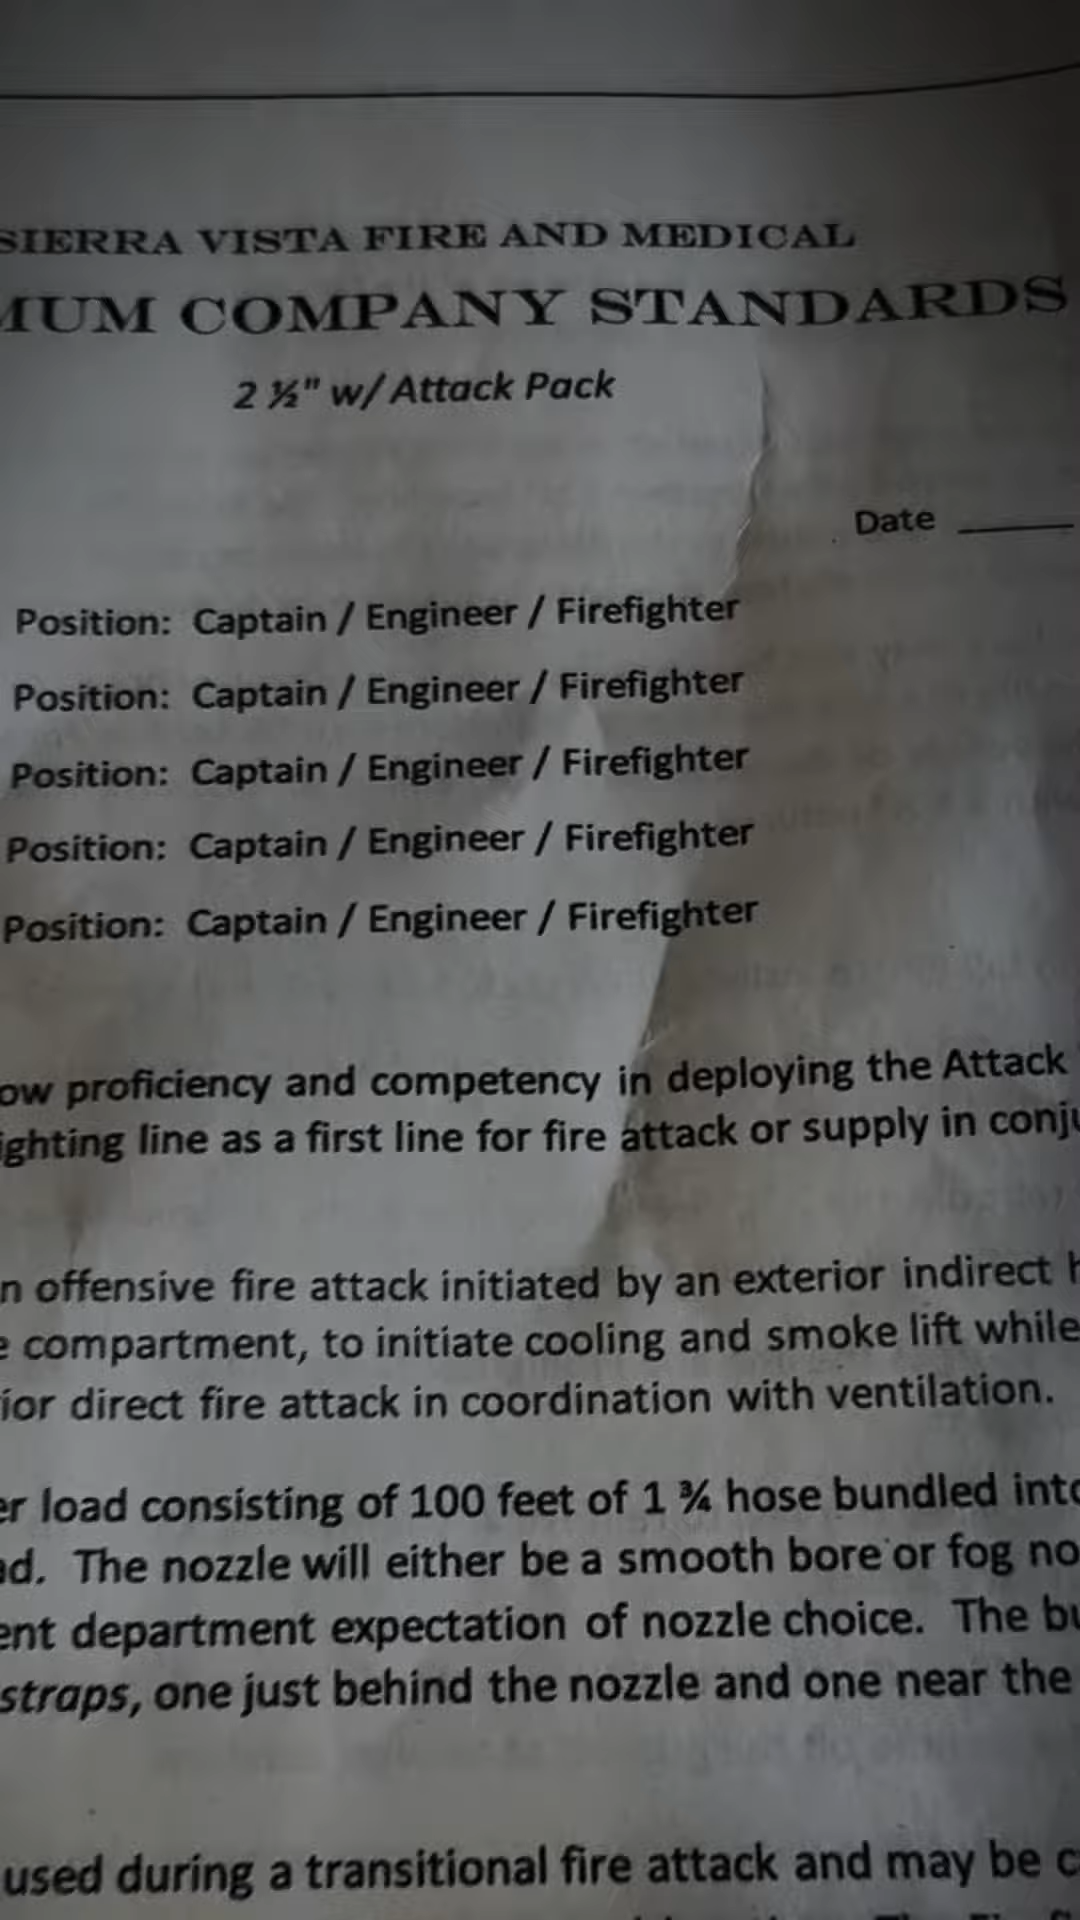 SIERRA VISTA FIRE AND MEDICAL
MUM COMPANY STANDARDS
2 ½" w/ Attack Pack
Date
Position: Captain / Engineer / Firefighter
Position: Captain / Engineer / Firefighter
Position: Captain / Engineer / Firefighter
Position: Captain / Engineer / Firefighter
Position: Captain / Engineer / Firefighter
ow proficiency and competency in deploying the Attack
ighting line as a first line for fire attack or supply in conju
n offensive fire attack initiated by an exterior indirect h
e compartment, to initiate cooling and smoke lift while
ior direct fire attack in coordination with ventilation.
er load consisting of 100 feet of 1 ¾ hose bundled into
ad. The nozzle will either be a smooth bore or fog no
ent department expectation of nozzle choice. The bu
straps, one just behind the nozzle and one near the
used during a transitional fire attack and may be c